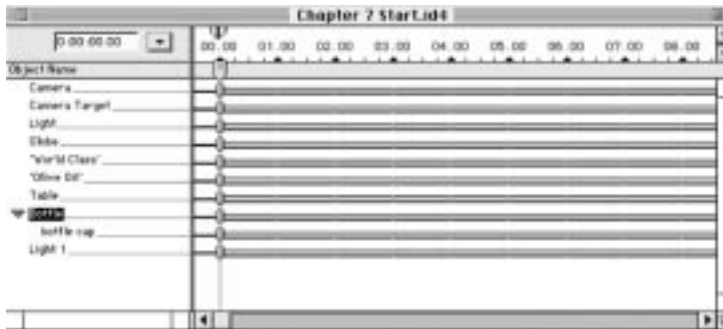 Chapter 7 Start.id4
0:00:00:00
00:00 01:00 02:00 03:00 04:00 05:00 06:00 07:00 08:00
Object Name
Camera
Camera Target
Light
Globe
"World Class"
"Olive Oil"
Table
Bottle
bottle cap
Light 1